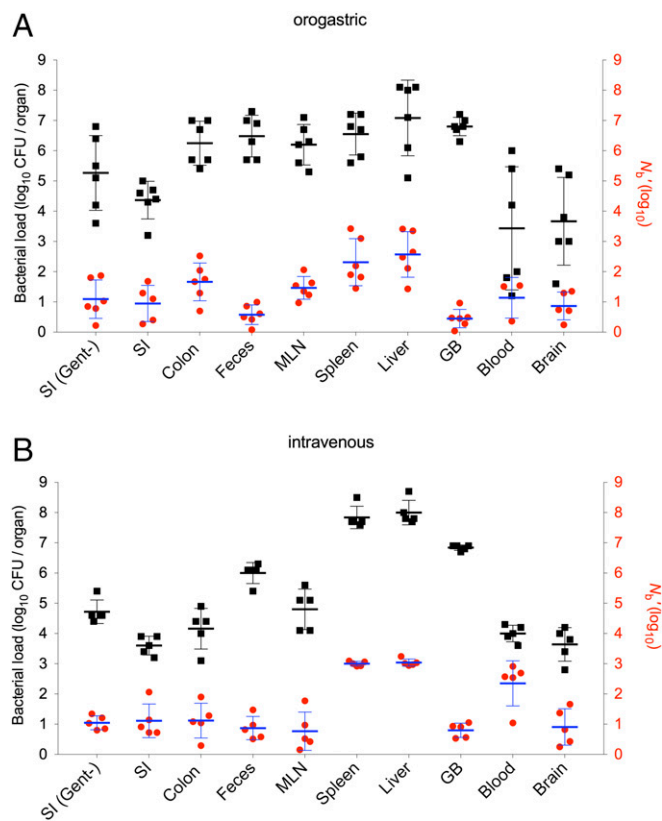 A
orogastric
Bacterial load (log10 CFU / organ)
9
8
7
6
5
4
3
2
1
0
9
8
7
6
5
4
3
2
1
0
Nb' (log10)
SI (Gent-)
SI
Colon
Feces
MLN
Spleen
Liver
GB
Blood
Brain
B
intravenous
Bacterial load (log10 CFU / organ)
9
8
7
6
5
4
3
2
1
0
9
8
7
6
5
4
3
2
1
0
Nb' (log10)
SI (Gent-)
SI
Colon
Feces
MLN
Spleen
Liver
GB
Blood
Brain